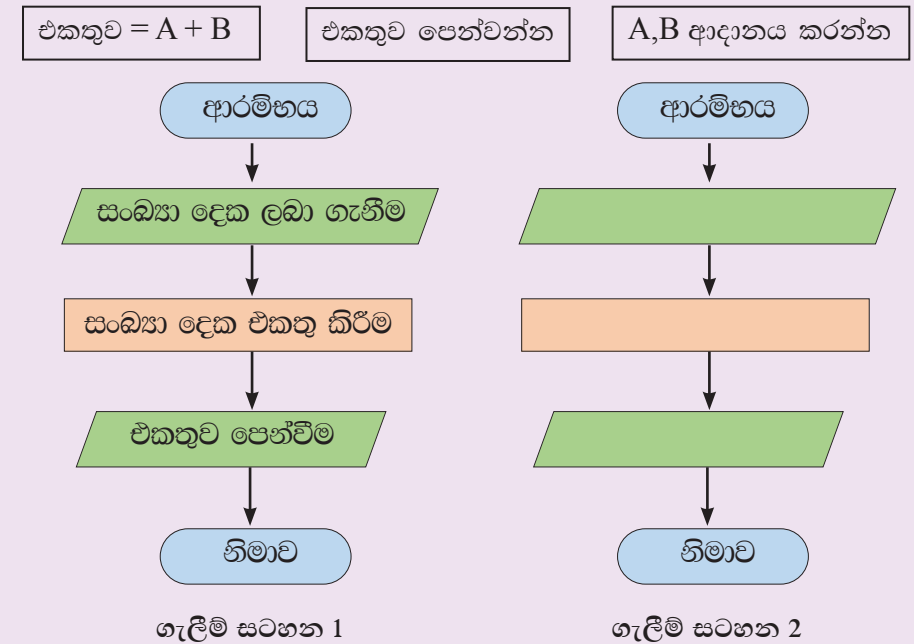 එකතුව = A + B
එකතුව පෙන්වන්න
A,B ආදානය කරන්න
ආරම්භය
සංඛ්‍යා දෙක ලබා ගැනීම
සංඛ්‍යා දෙක එකතු කිරීම
එකතුව පෙන්වීම
නිමාව
ගැලීම් සටහන 1
ආරම්භය
නිමාව
ගැලීම් සටහන 2